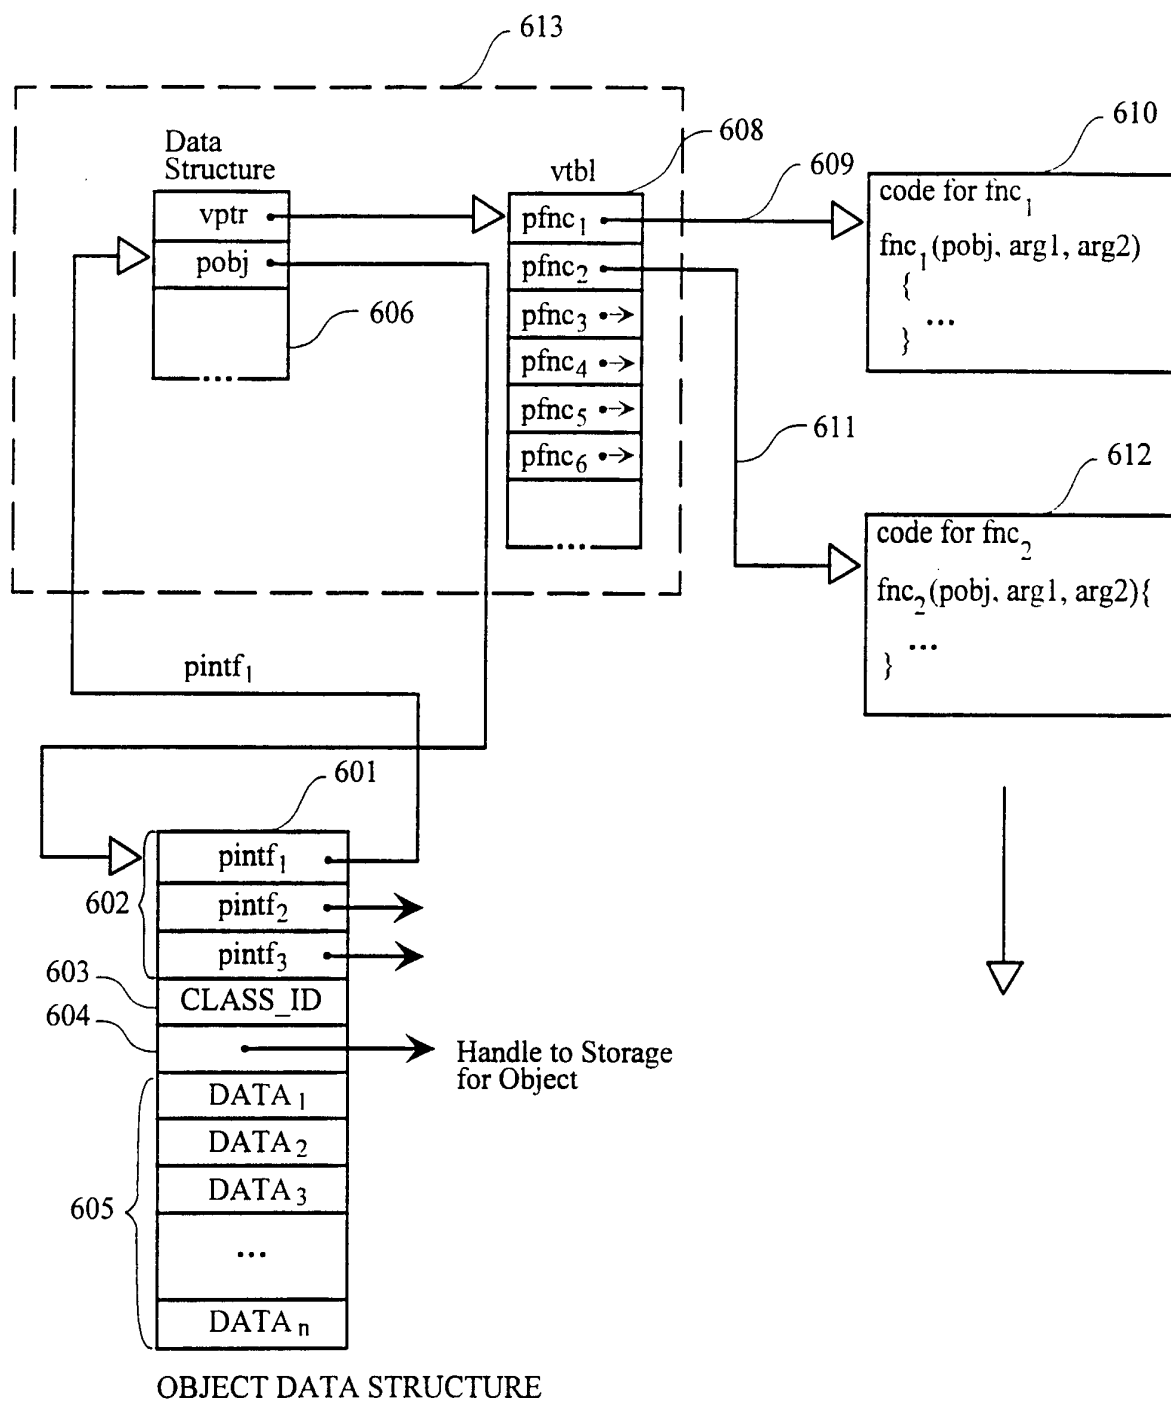 613
Data
Structure
vptr
pobj
606
vtbl
608
pfnc1
pfnc2
pfnc3
pfnc4
pfnc5
pfnc6
...
...
609
610
code for fnc1
fnc1(pobj, arg1, arg2)
{
...
}
611
612
code for fnc2
fnc2(pobj, arg1, arg2){
...
}
pintf1
601
pintf1
pintf2
pintf3
602
603
CLASS_ID
604
Handle to Storage
for Object
DATA1
DATA2
DATA3
605
...
DATAn
OBJECT DATA STRUCTURE